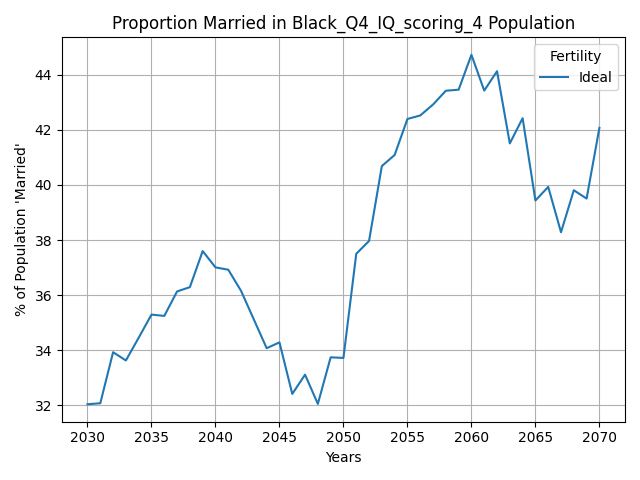 Proportion Married in Black_Q4_IQ_scoring_4 Population
Fertility
Ideal
% of Population 'Married'
44
42
40
38
36
34
32
2030 2035 2040 2045 2050 2055 2060 2065 2070
Years